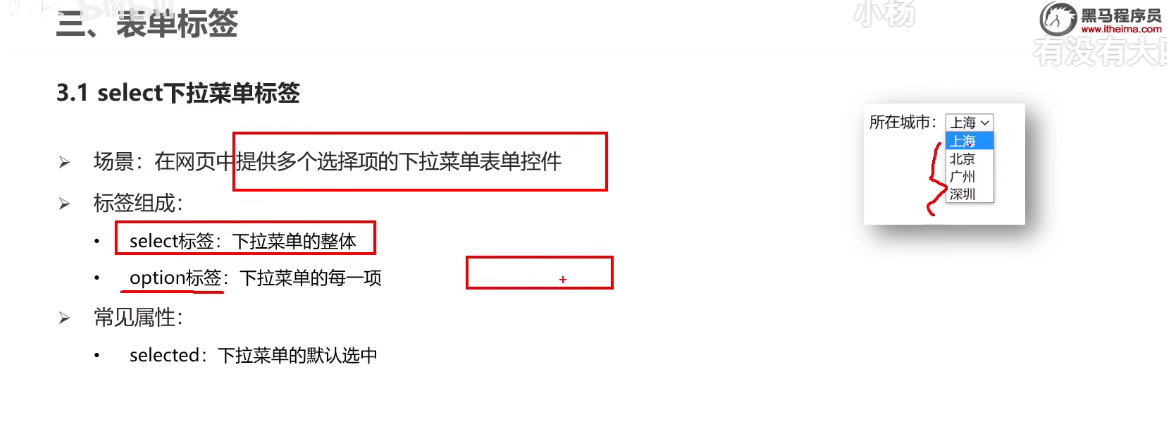 三、表单标签
小杨
黑马程序员
www.itheima.com
有没有大
3.1 select下拉菜单标签
➢ 场景：在网页中提供多个选择项的下拉菜单表单控件
➢ 标签组成：
• select标签：下拉菜单的整体
• option标签：下拉菜单的每一项
➢ 常见属性：
• selected：下拉菜单的默认选中
所在城市： 上海
上海
北京
广州
深圳